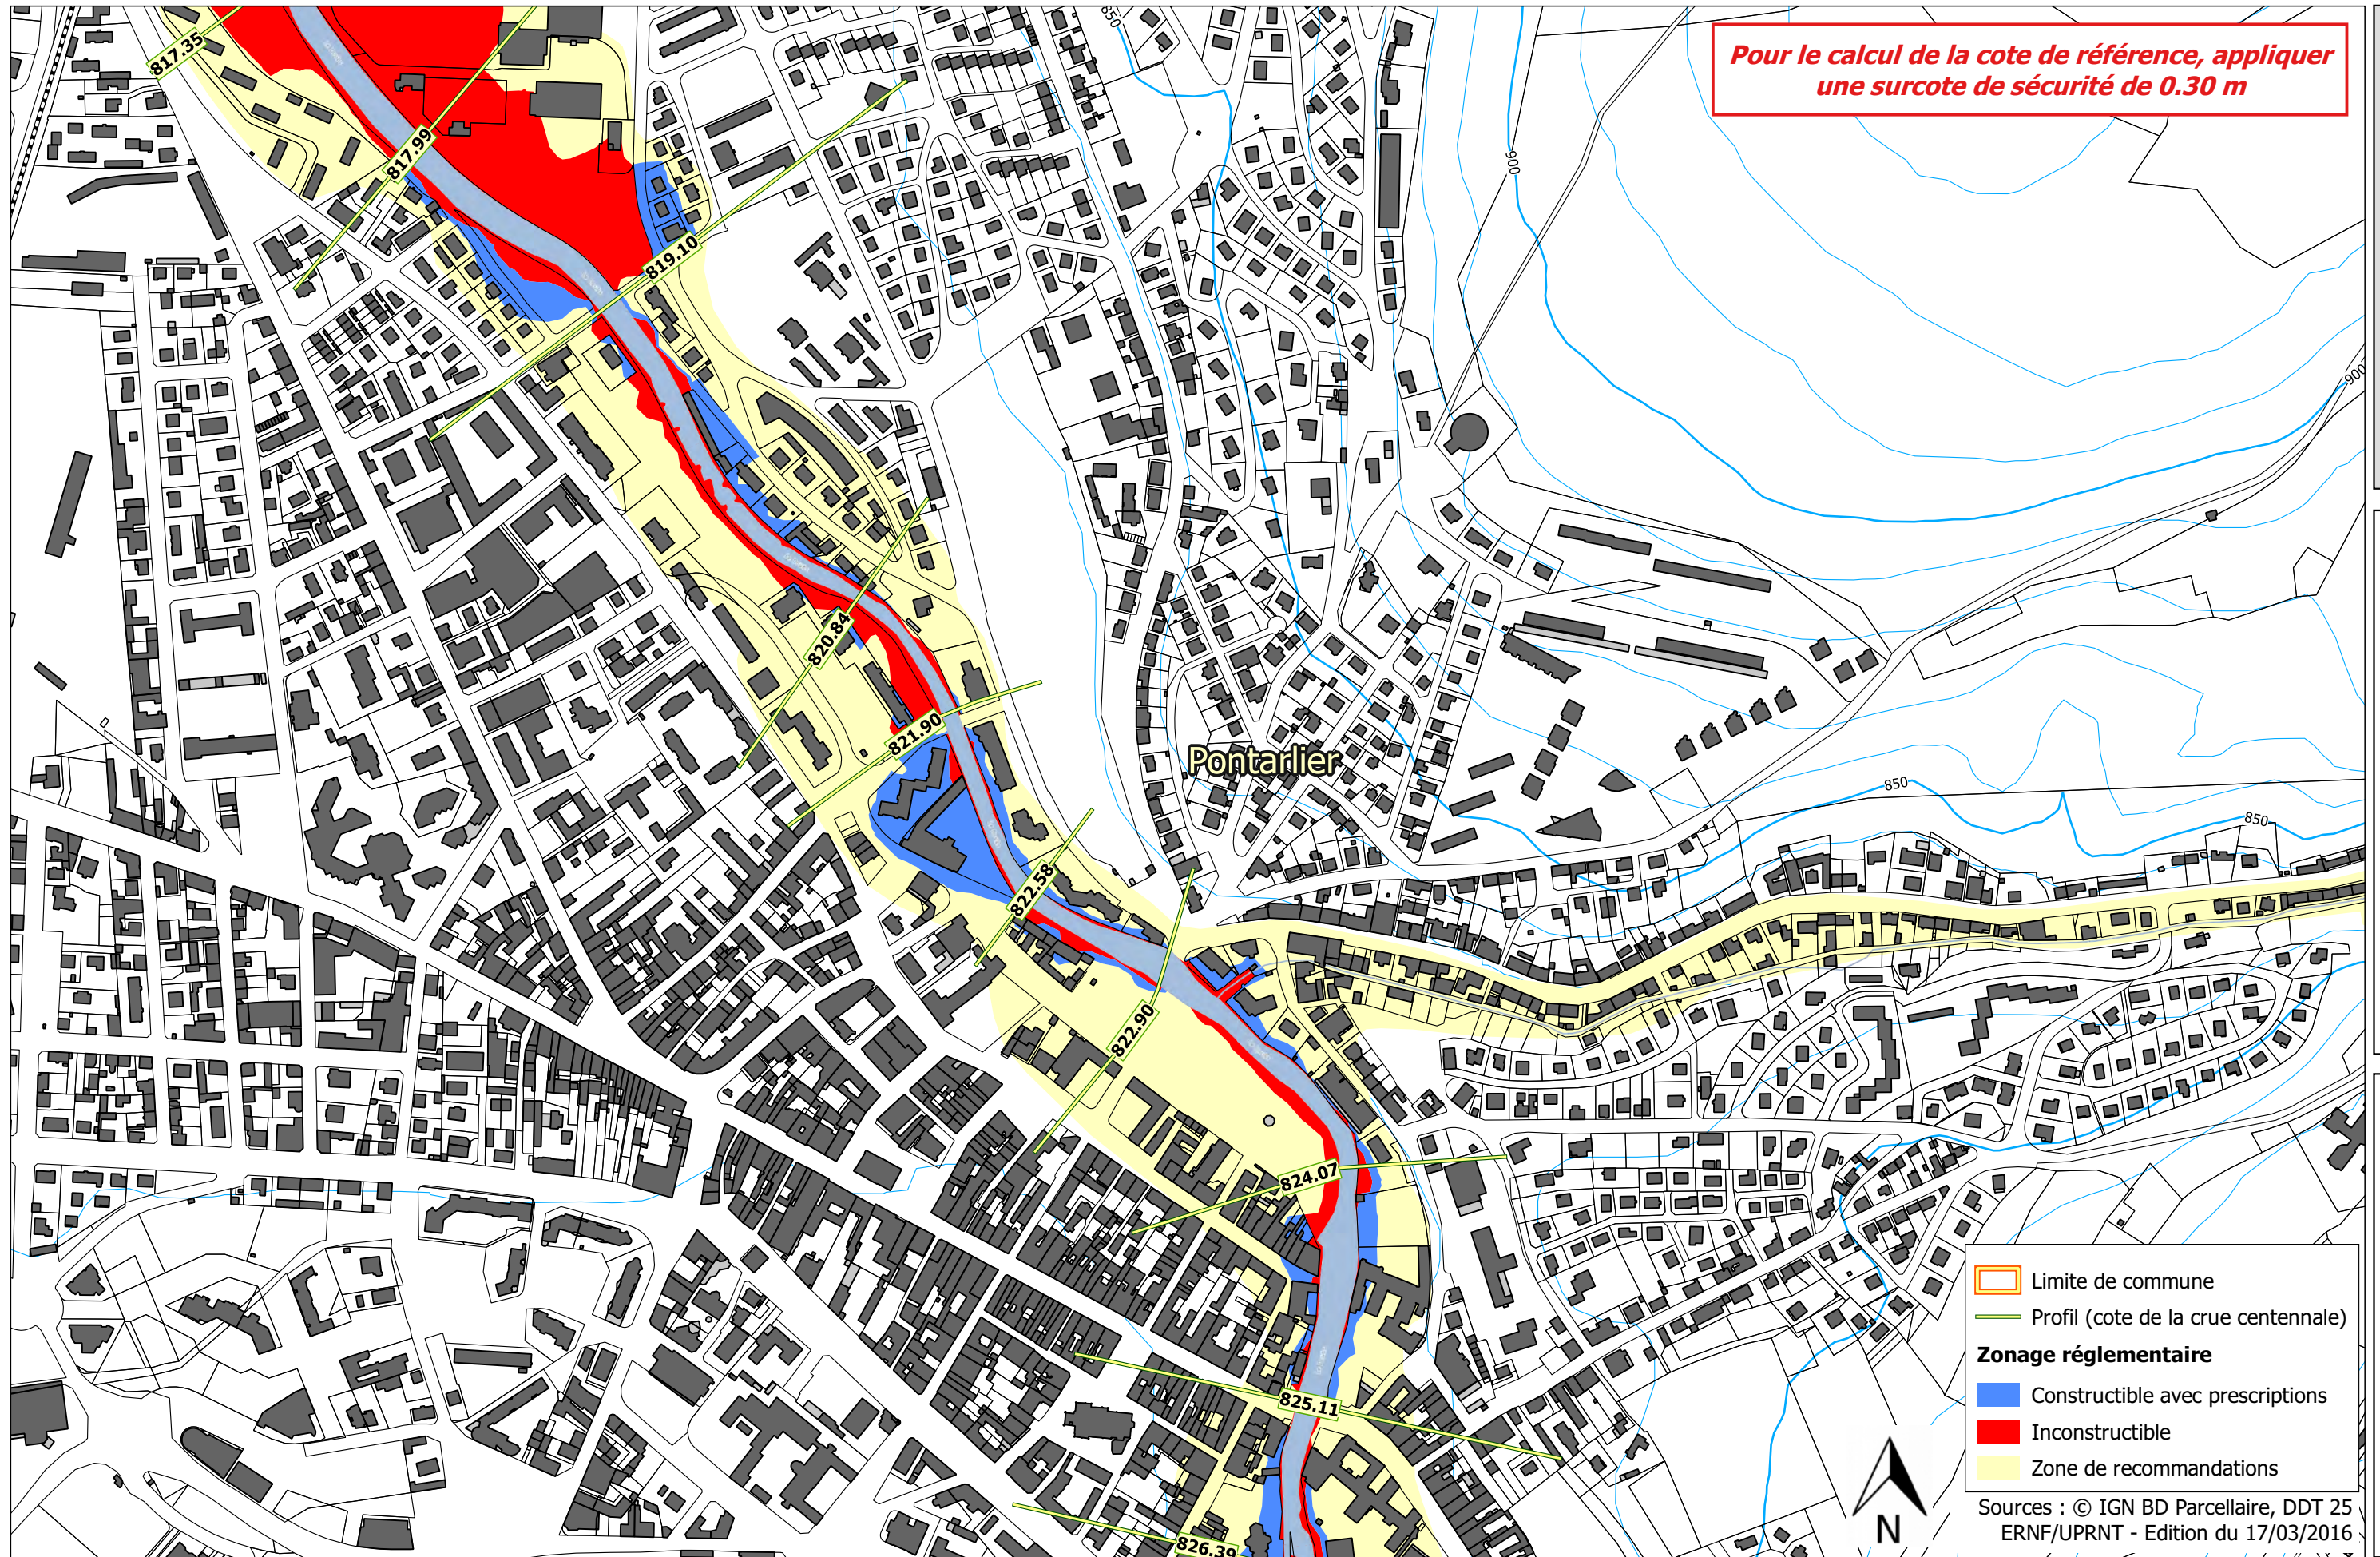 Pour le calcul de la cote de référence, appliquer
une surcote de sécurité de 0.30 m
850
817.35
817.99
900
819.10
900
820.84
821.90
Pontarlier
850
850
822.58
822.90
824.07
825.11
826.39
Limite de commune
Profil (cote de la crue centennale)
Zonage réglementaire
Constructible avec prescriptions
Inconstructible
Zone de recommandations
N
Sources : © IGN BD Parcellaire, DDT 25
ERNF/UPRNT - Edition du 17/03/2016